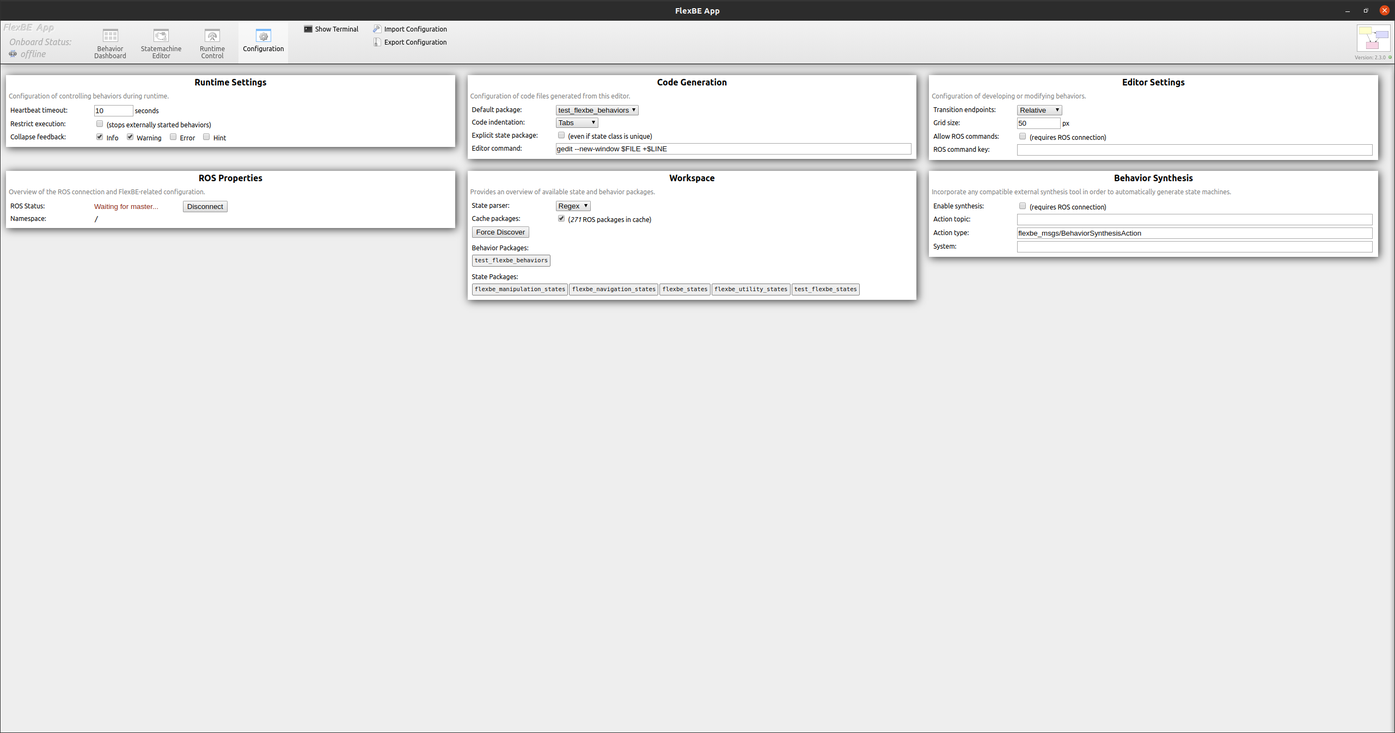 FlexBE App
FlexBE App
Onboard Status:
offline
Behavior Dashboard
Statemachine Editor
Runtime Control
Configuration
Show Terminal
Import Configuration
Export Configuration
Version: 2.3.0
Runtime Settings
Configuration of controlling behaviors during runtime.
Heartbeat timeout: 10 seconds
Restrict execution: (stops externally started behaviors)
Collapse feedback: Info Warning Error Hint
ROS Properties
Overview of the ROS connection and FlexBE-related configuration.
ROS Status: Waiting for master... Disconnect
Namespace: /
Code Generation
Configuration of code files generated from this editor.
Default package: test_flexbe_behaviors
Code indentation: Tabs
Explicit state package: (even if state class is unique)
Editor command: gedit --new-window $FILE +$LINE
Workspace
Provides an overview of available state and behavior packages.
State parser: Regex
Cache packages: (271 ROS packages in cache)
Force Discover
Behavior Packages:
test_flexbe_behaviors
State Packages:
flexbe_manipulation_states flexbe_navigation_states flexbe_states flexbe_utility_states test_flexbe_states
Editor Settings
Configuration of developing or modifying behaviors.
Transition endpoints: Relative
Grid size: 50 px
Allow ROS commands: (requires ROS connection)
ROS command key:
Behavior Synthesis
Incorporate any compatible external synthesis tool in order to automatically generate state machines.
Enable synthesis: (requires ROS connection)
Action topic:
Action type: flexbe_msgs/BehaviorSynthesisAction
System: